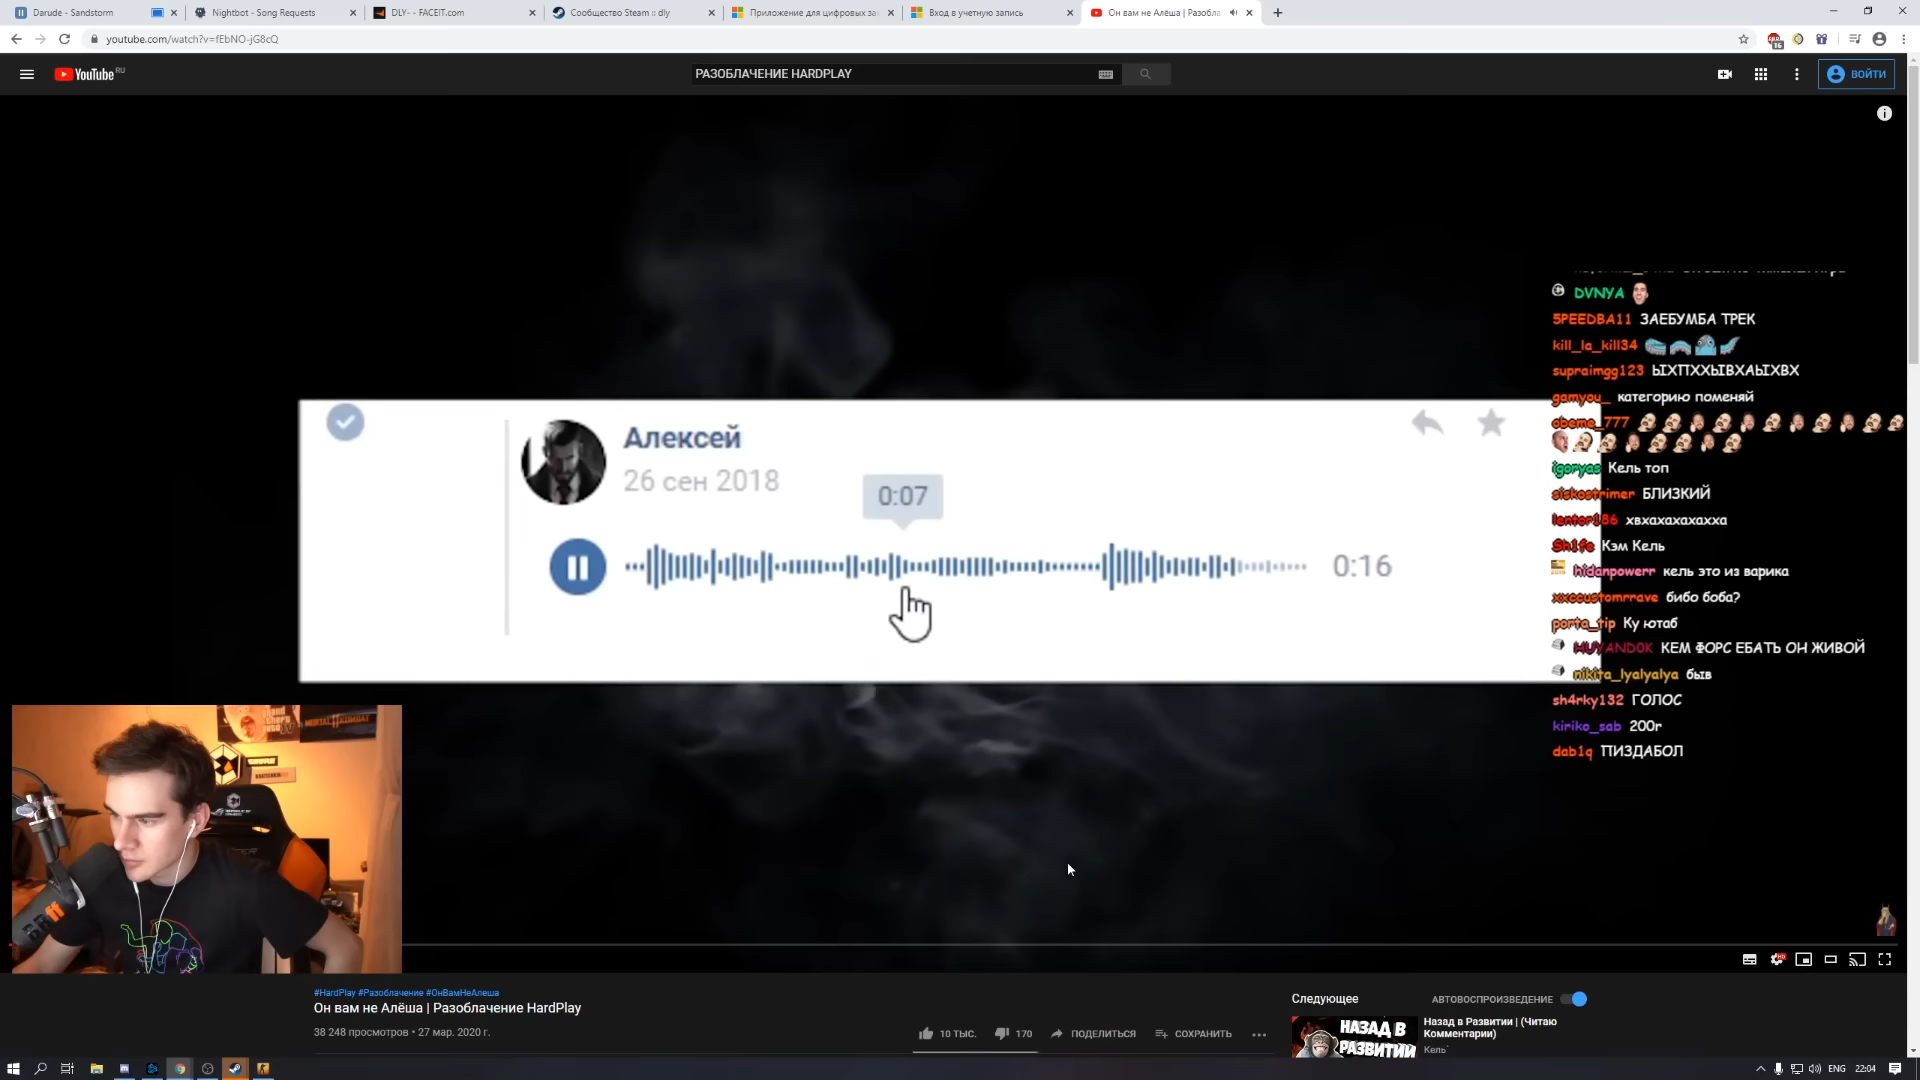 Darude - Sandstorm
Nightbot - Song Requests
DLY- - FACEIT.com
Сообщество Steam :: dly
Приложение для цифровых за
Вход в учетную запись
Он вам не Алёша | Разобла
youtube.com/watch?v=fEbNO-jG8cQ
16
YouTube RU
РАЗОБЛАЧЕНИЕ HARDPLAY
ВОЙТИ
DVNYA
5PEEDBA11 ЗАЕБУМБА ТРЕК
kill_la_kill34
supraimgg123 ЫХПХХЫВХАЫХВХ
gamyou_ категорию поменяй
obeme_777
igoryas Кель топ
siskostrimer БЛИЗКИЙ
lentor186 хвхахахахахха
Sh1fe Кэм Кель
hidanpowerr кель это из варика
xxccustomrrave бибо боба?
porta_tip Ку ютаб
HUYAND0K КЕМ ФОРС ЕБАТЬ ОН ЖИВОЙ
nikita_lyalyalya быв
sh4rky132 ГОЛОС
kiriko_sab 200г
dab1q ПИЗДАБОЛ
Алексей
26 сен 2018
0:07
0:16
#HardPlay #Разоблачение #ОнВамНеАлеша
Он вам не Алёша | Разоблачение HardPlay
38 248 просмотров • 27 мар. 2020 г.
10 ТЫС.
170
ПОДЕЛИТЬСЯ
СОХРАНИТЬ
Следующее
АВТОВОСПРОИЗВЕДЕНИЕ
НАЗАД В
РАЗВИТИИ
Назад в Развитии | (Читаю
Комментарии)
Кель`
ENG
22:04